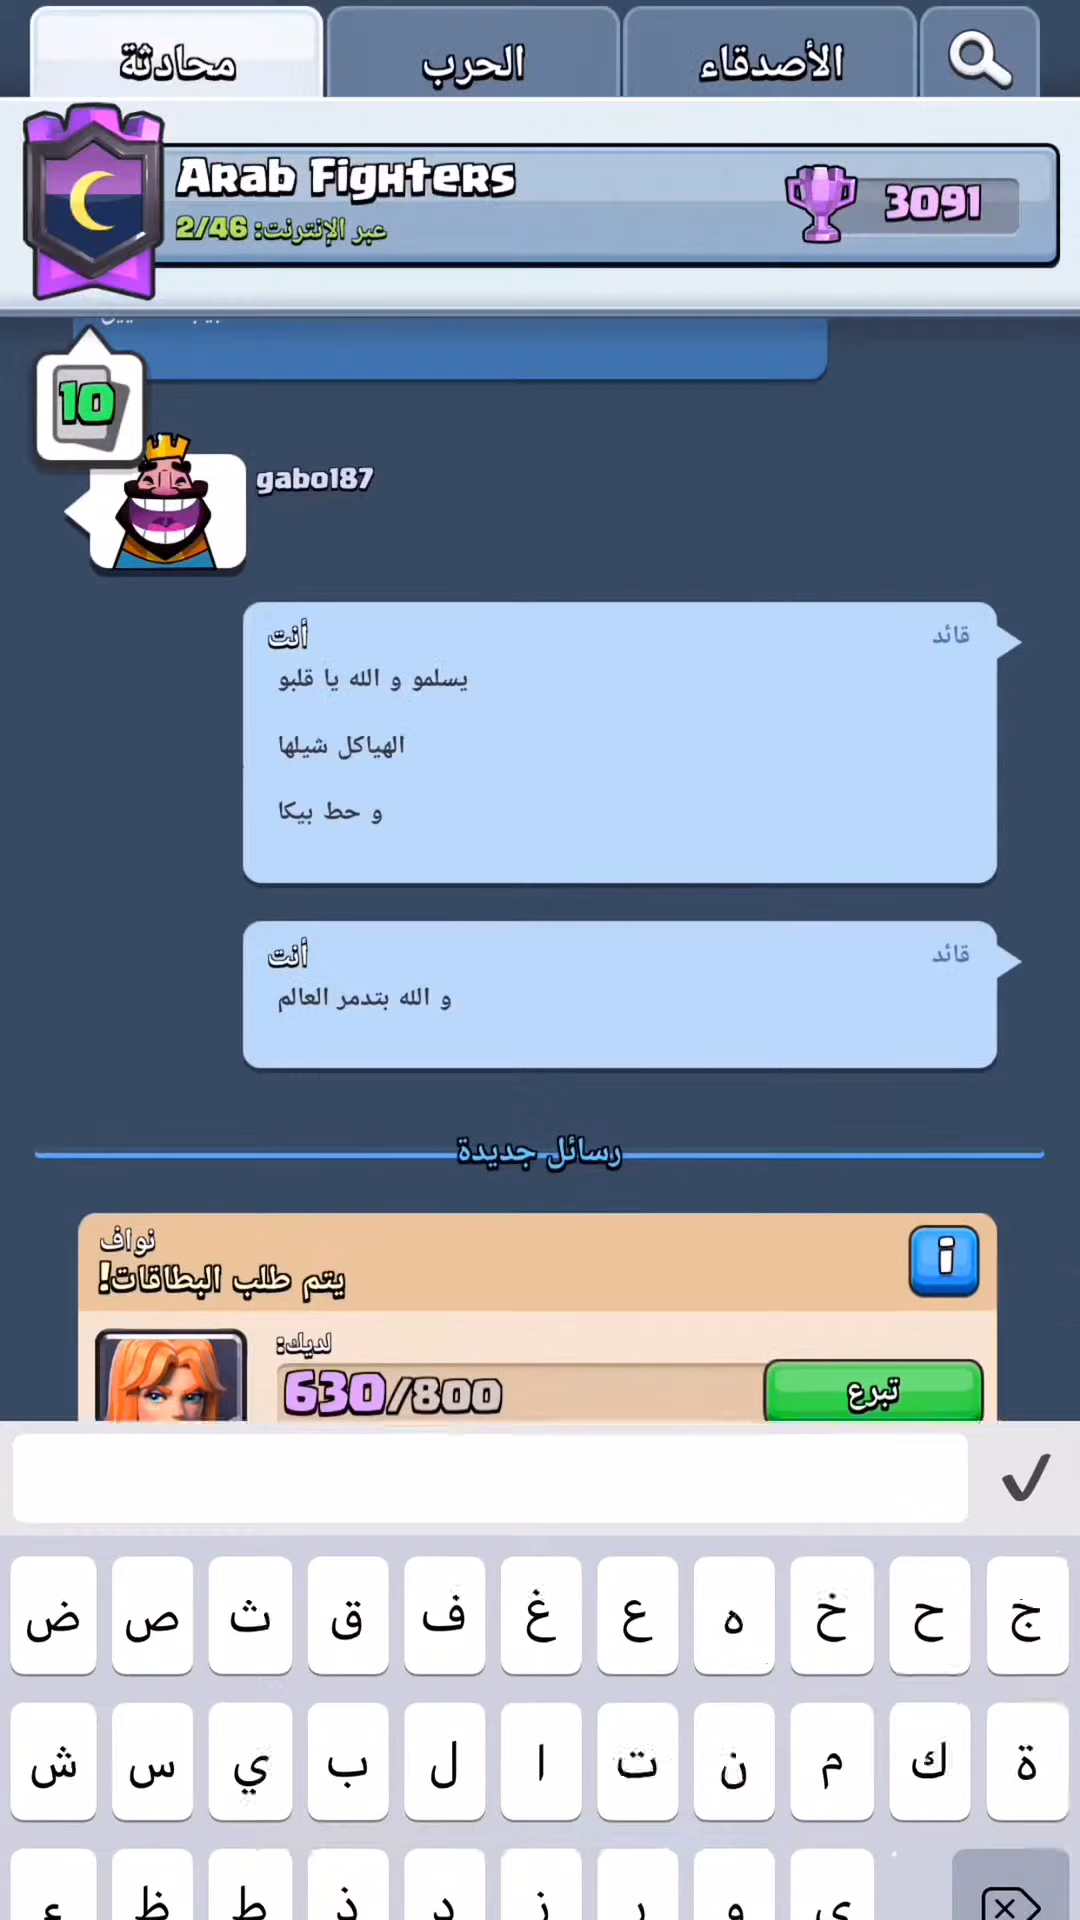 محادثة
الحرب
الأصدقاء
Arab Fighters
عبر الإنترنت: 2/46
3091
10
gabo187
أنت
قائد
يسلمو و الله يا قلبو
الهياكل شيلها
و حط بيكا
أنت
قائد
و الله بتدمر العالم
رسائل جديدة
نواف
يتم طلب البطاقات!
i
لديك:
630/800
تبرع
ض ص ث ق ف غ ع ه خ ح ج
ش س ي ب ل ا ت ن م ك ة
ء ظ ط ذ د ز ر و ى